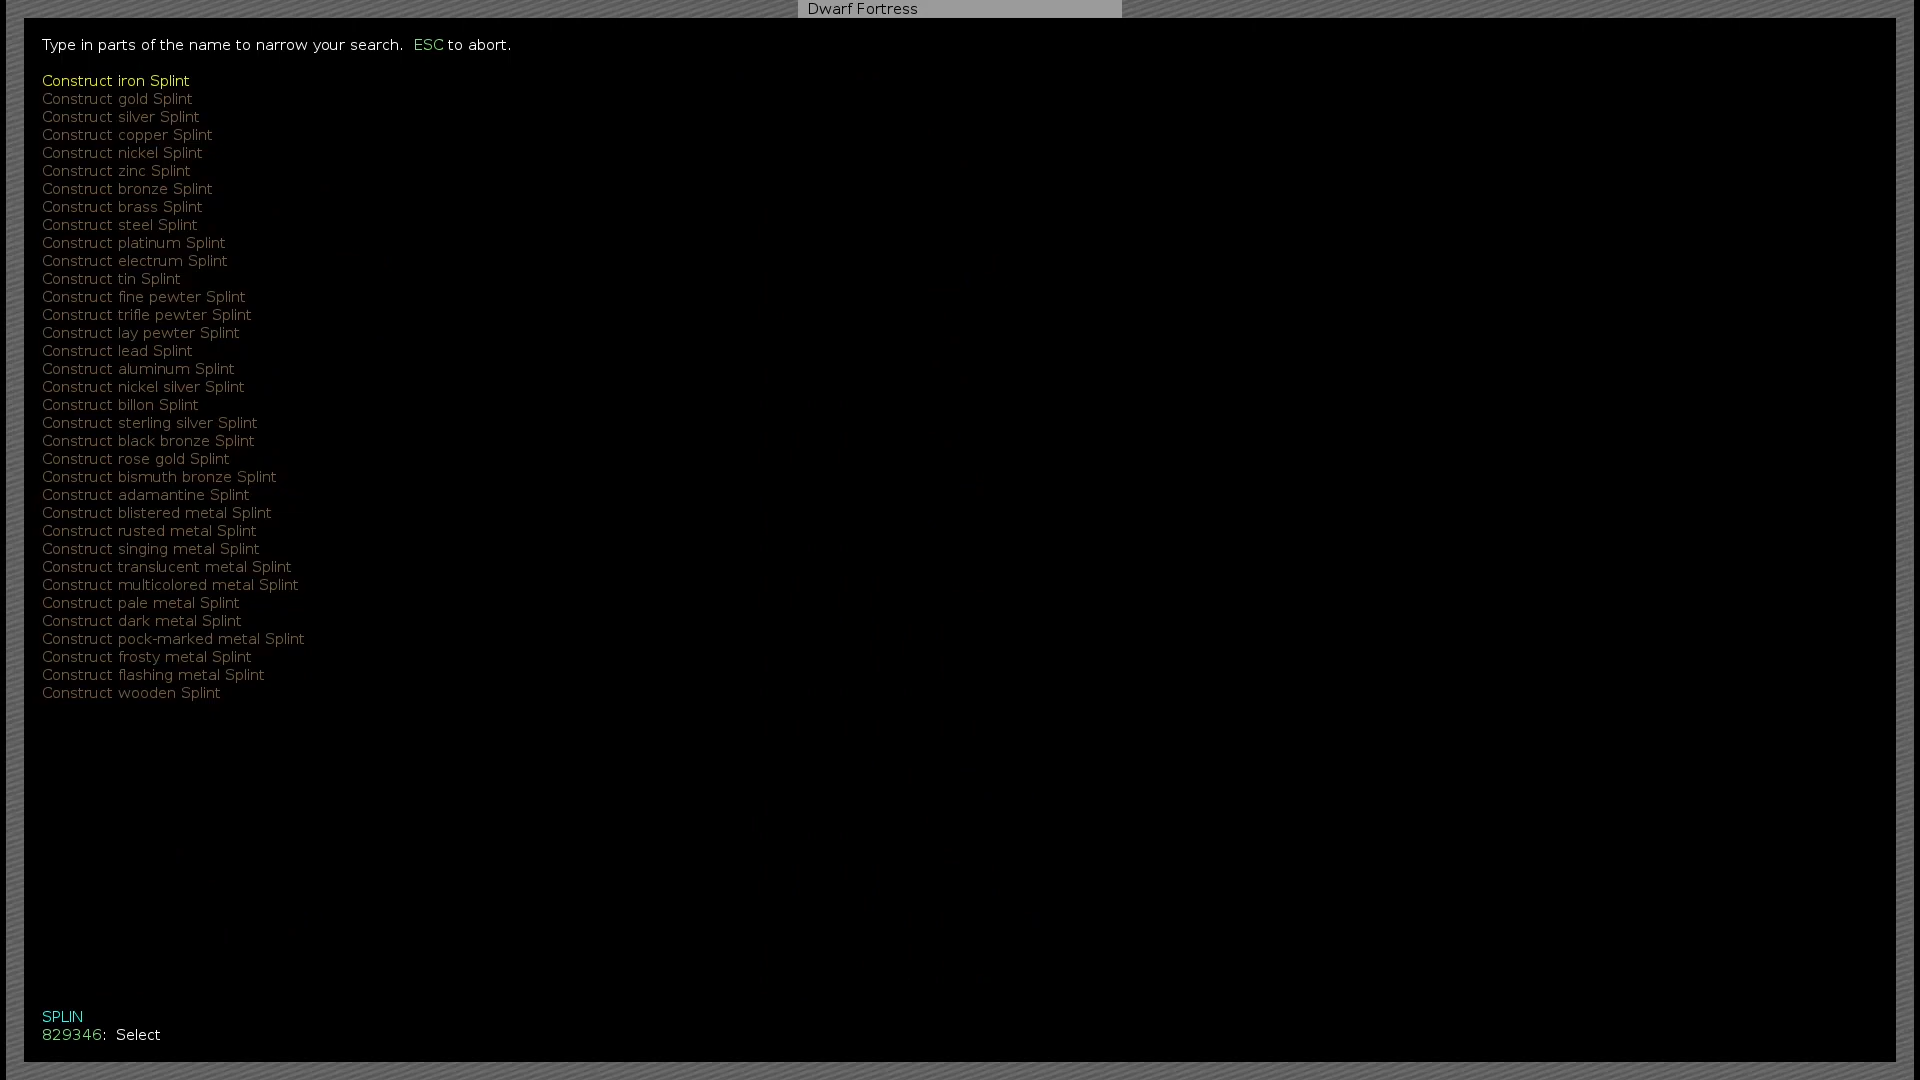 Dwarf Fortress
Type in parts of the name to narrow your search.  ESC to abort.
Construct iron Splint
Construct gold Splint
Construct silver Splint
Construct copper Splint
Construct nickel Splint
Construct zinc Splint
Construct bronze Splint
Construct brass Splint
Construct steel Splint
Construct platinum Splint
Construct electrum Splint
Construct tin Splint
Construct fine pewter Splint
Construct trifle pewter Splint
Construct lay pewter Splint
Construct lead Splint
Construct aluminum Splint
Construct nickel silver Splint
Construct billon Splint
Construct sterling silver Splint
Construct black bronze Splint
Construct rose gold Splint
Construct bismuth bronze Splint
Construct adamantine Splint
Construct blistered metal Splint
Construct rusted metal Splint
Construct singing metal Splint
Construct translucent metal Splint
Construct multicolored metal Splint
Construct pale metal Splint
Construct dark metal Splint
Construct pock-marked metal Splint
Construct frosty metal Splint
Construct flashing metal Splint
Construct wooden Splint
SPLIN
829346:  Select